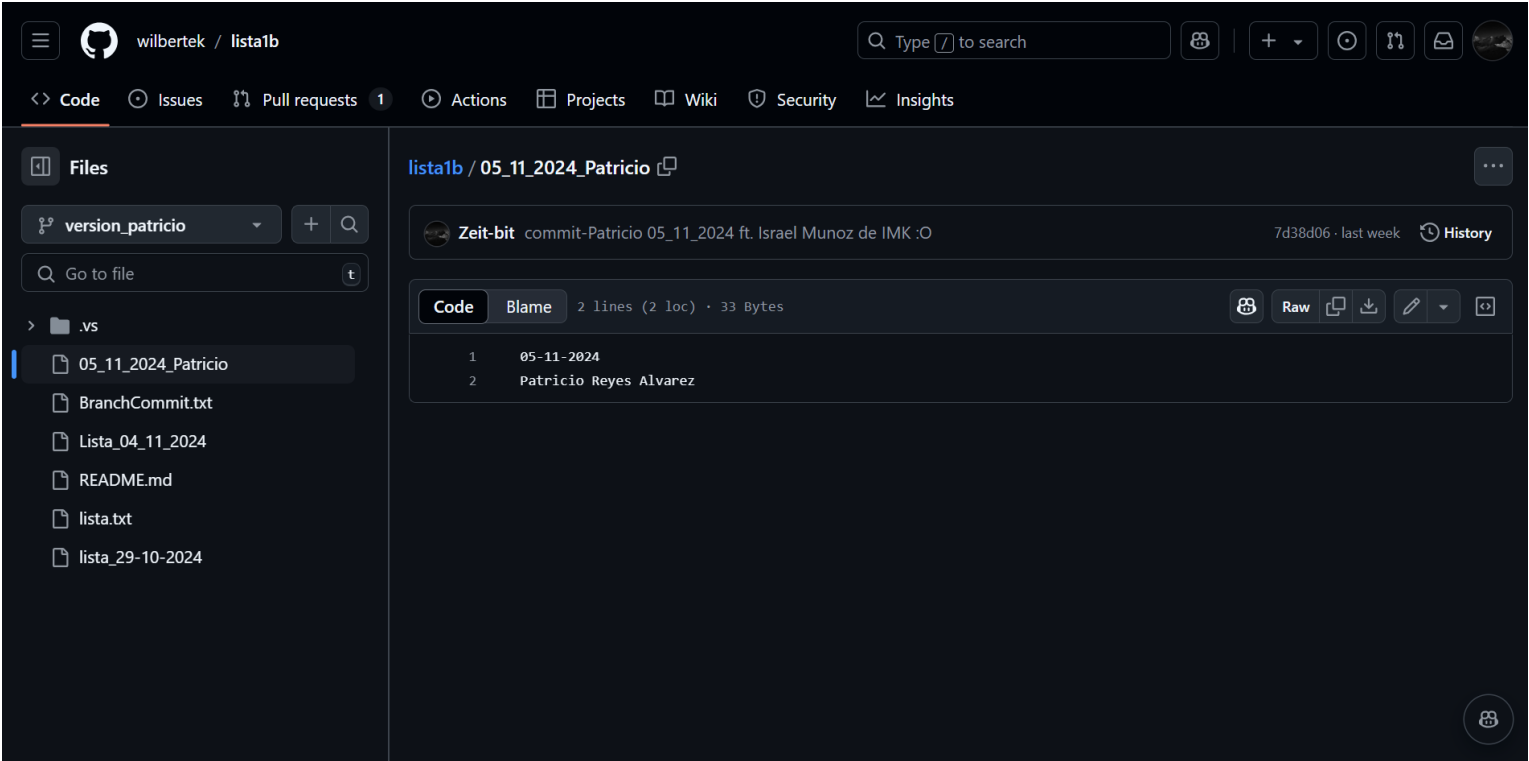 wilbertek / lista1b
Type / to search
Code
Issues
Pull requests 1
Actions
Projects
Wiki
Security
Insights
Files
version_patricio
Go to file
t
.vs
05_11_2024_Patricio
BranchCommit.txt
Lista_04_11_2024
README.md
lista.txt
lista_29-10-2024
lista1b / 05_11_2024_Patricio
Zeit-bit commit-Patricio 05_11_2024 ft. Israel Munoz de IMK :O
7d38d06 · last week
History
Code
Blame
2 lines (2 loc) · 33 Bytes
Raw
1 05-11-2024
2 Patricio Reyes Alvarez